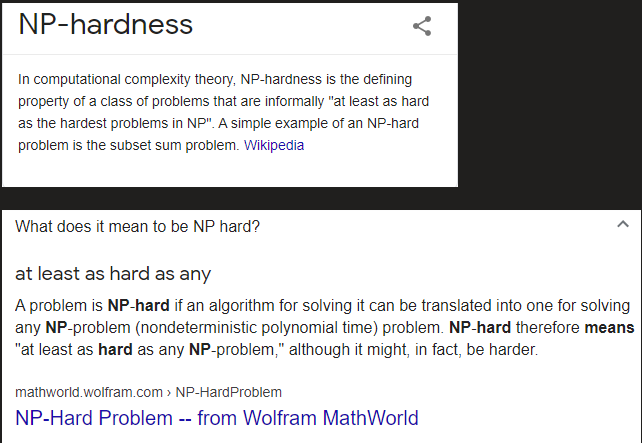 NP-hardness
In computational complexity theory, NP-hardness is the defining
property of a class of problems that are informally "at least as hard
as the hardest problems in NP". A simple example of an NP-hard
problem is the subset sum problem. Wikipedia
What does it mean to be NP hard?
at least as hard as any
A problem is NP-hard if an algorithm for solving it can be translated into one for solving
any NP-problem (nondeterministic polynomial time) problem. NP-hard therefore means
"at least as hard as any NP-problem," although it might, in fact, be harder.
mathworld.wolfram.com › NP-HardProblem
NP-Hard Problem -- from Wolfram MathWorld